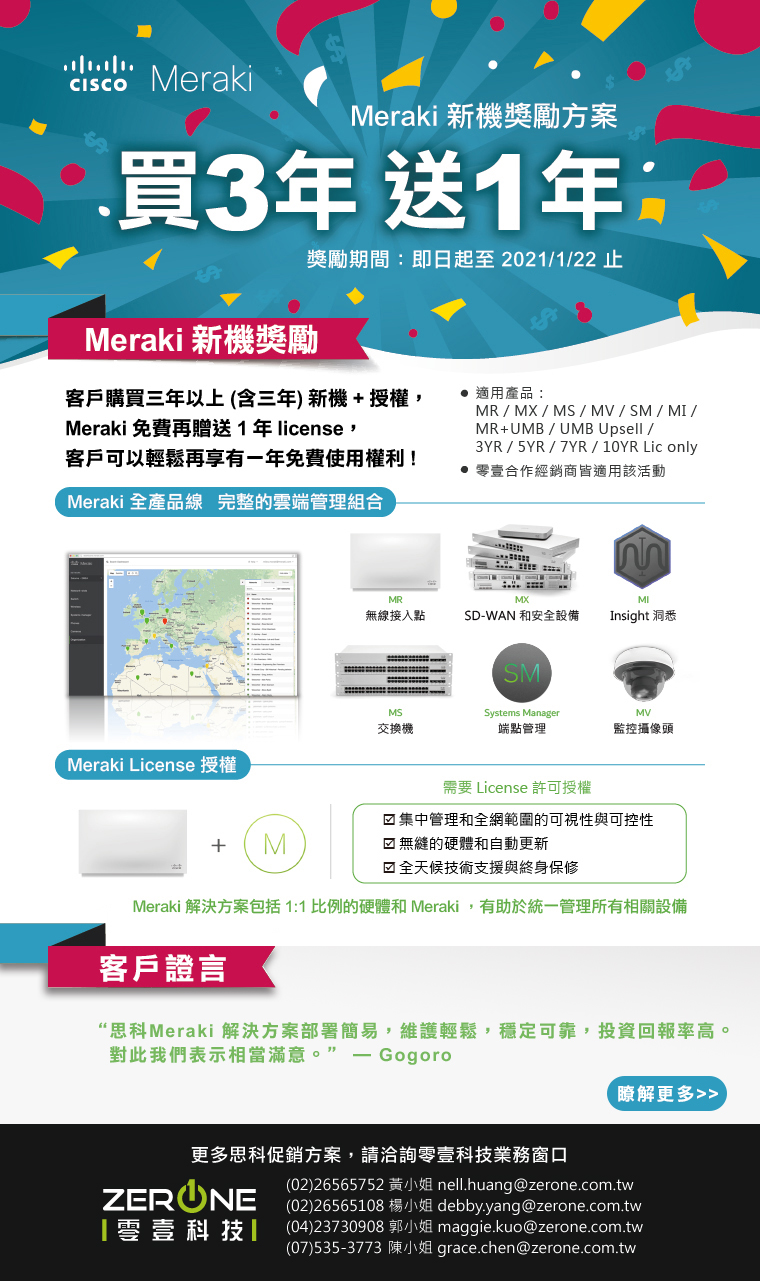 CISCO Meraki
Meraki 新機獎勵方案
買3年 送1年
獎勵期間：即日起至 2021/1/22 止
Meraki 新機獎勵
客戶購買三年以上 (含三年) 新機 + 授權，
Meraki 免費再贈送 1 年 license，
客戶可以輕鬆再享有一年免費使用權利 !
● 適用產品：
MR / MX / MS / MV / SM / MI /
MR+UMB / UMB Upsell /
3YR / 5YR / 7YR / 10YR Lic only
● 零壹合作經銷商皆適用該活動
Meraki 全產品線 完整的雲端管理組合
MR
無線接入點
MX
SD-WAN 和安全設備
MI
Insight 洞悉
MS
交換機
SM
Systems Manager
端點管理
MV
監控攝像頭
Meraki License 授權
需要 License 許可授權
+ M
☑ 集中管理和全網範圍的可視性與可控性
☑ 無縫的硬體和自動更新
☑ 全天候技術支援與終身保修
Meraki 解決方案包括 1:1 比例的硬體和 Meraki ，有助於統一管理所有相關設備
客戶證言
“思科Meraki 解決方案部署簡易，維護輕鬆，穩定可靠，投資回報率高。
對此我們表示相當滿意。” — Gogoro
瞭解更多>>
更多思科促銷方案，請洽詢零壹科技業務窗口
ZERONE
零壹科技
(02)26565752 黃小姐 nell.huang@zerone.com.tw
(02)26565108 楊小姐 debby.yang@zerone.com.tw
(04)23730908 郭小姐 maggie.kuo@zerone.com.tw
(07)535-3773 陳小姐 grace.chen@zerone.com.tw